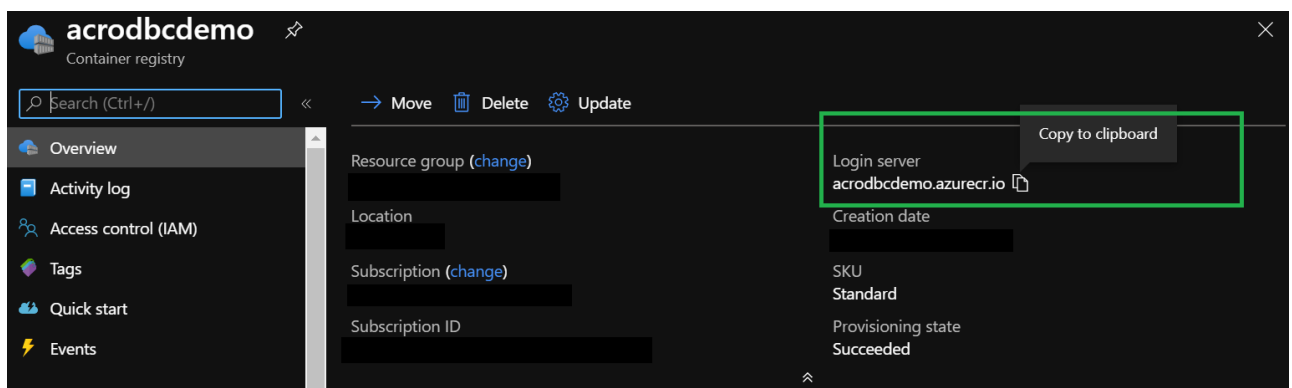 acrodbcdemo
Container registry
Search (Ctrl+/)
«
Move Delete Update
Overview
Activity log
Access control (IAM)
Tags
Quick start
Events
Resource group (change)
Location
Subscription (change)
Subscription ID
Copy to clipboard
Login server
acrodbcdemo.azurecr.io
Creation date
SKU
Standard
Provisioning state
Succeeded